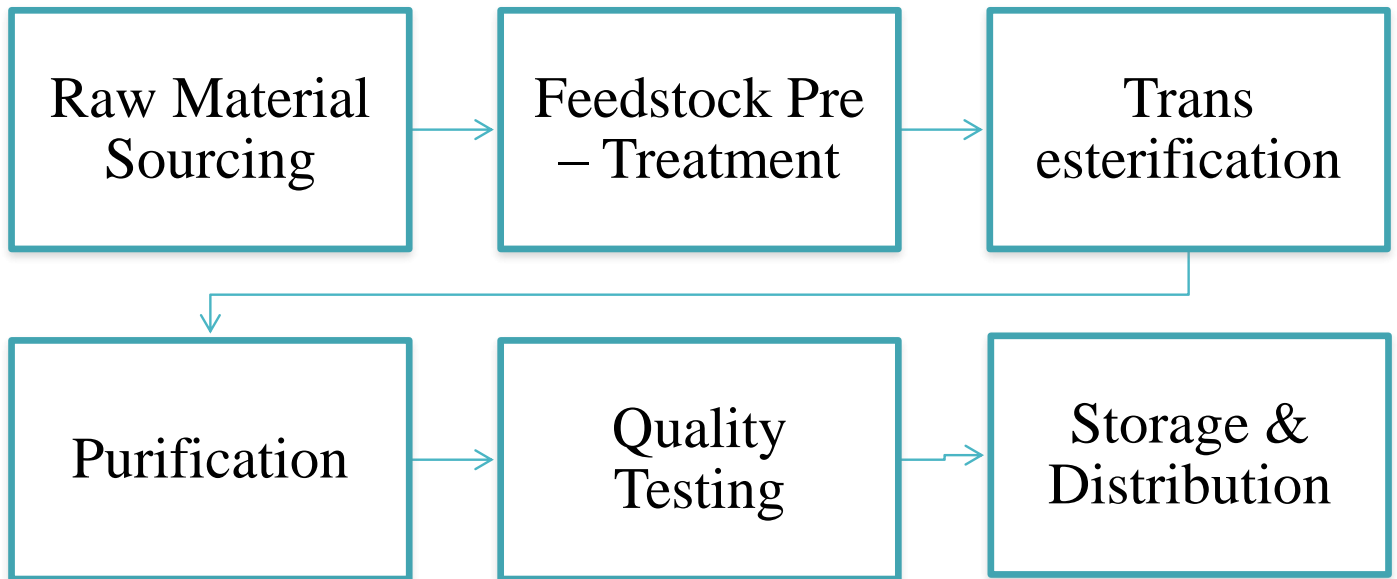 Raw Material
Sourcing
Feedstock Pre
– Treatment
Trans
esterification
Purification
Quality
Testing
Storage &
Distribution